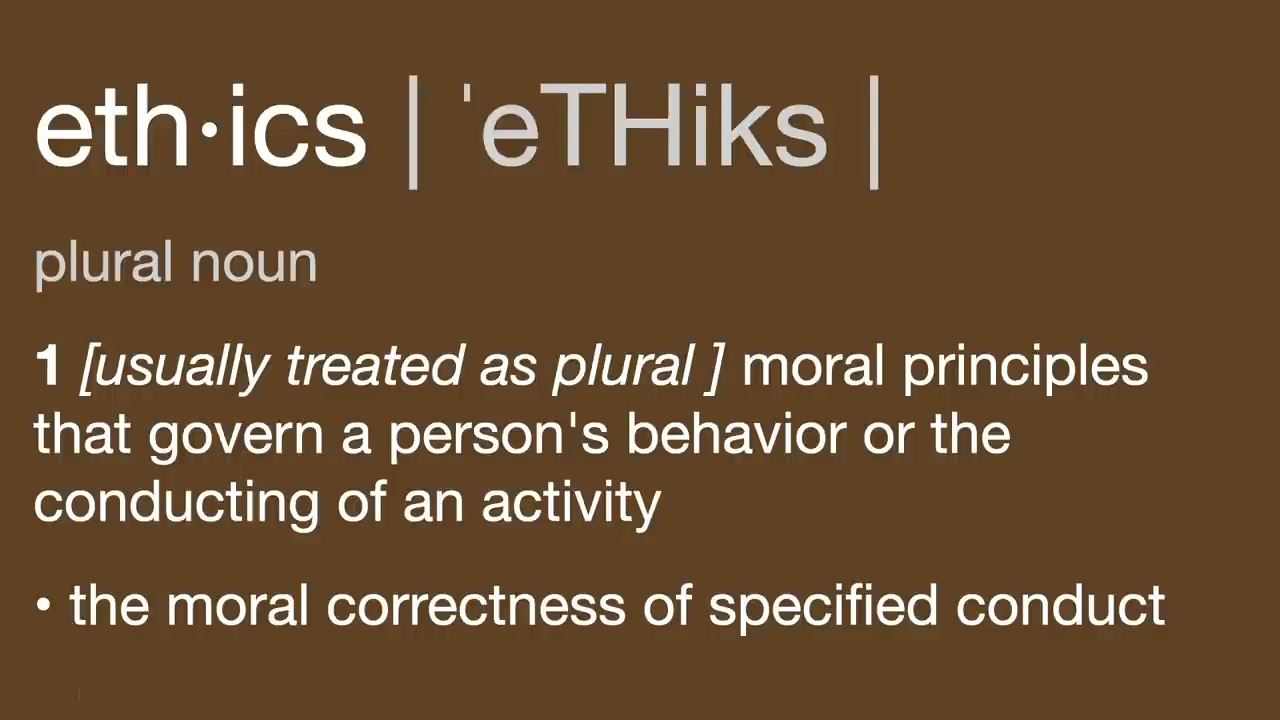 eth·ics | ˈeTHiks |
plural noun
1 [usually treated as plural ] moral principles
that govern a person's behavior or the
conducting of an activity
• the moral correctness of specified conduct